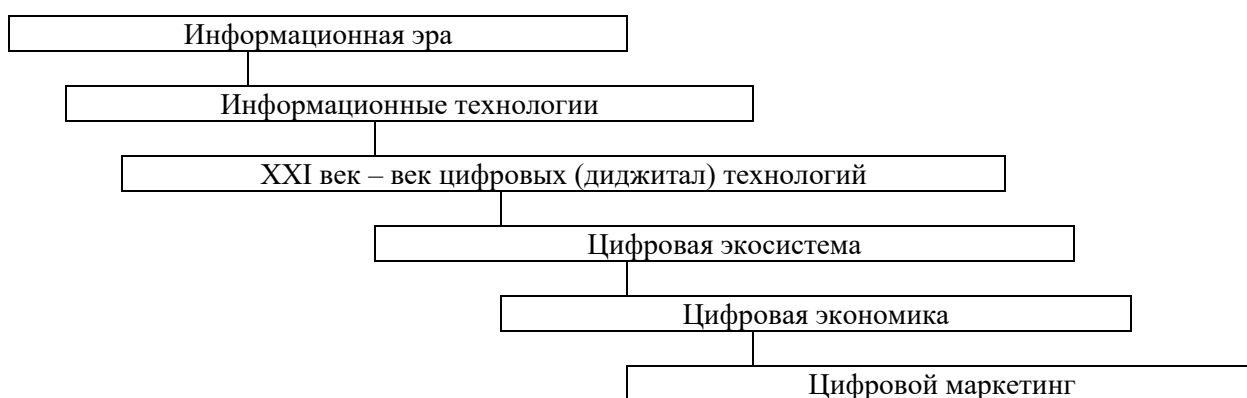 Информационная эра
Информационные технологии
XXI век – век цифровых (диджитал) технологий
Цифровая экосистема
Цифровая экономика
Цифровой маркетинг